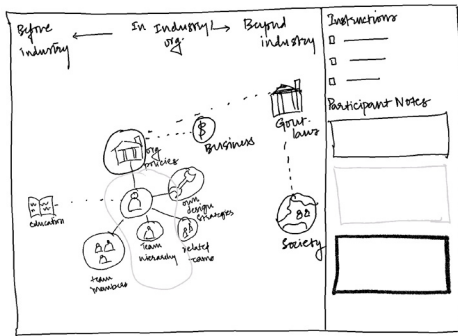 Before industry
In Industry/ org.
Beyond industry
Instructions
Participant Notes
Govt. laws
$
Business
org policies
own design strategies
education
Team hierarchy
related teams
team members
Society